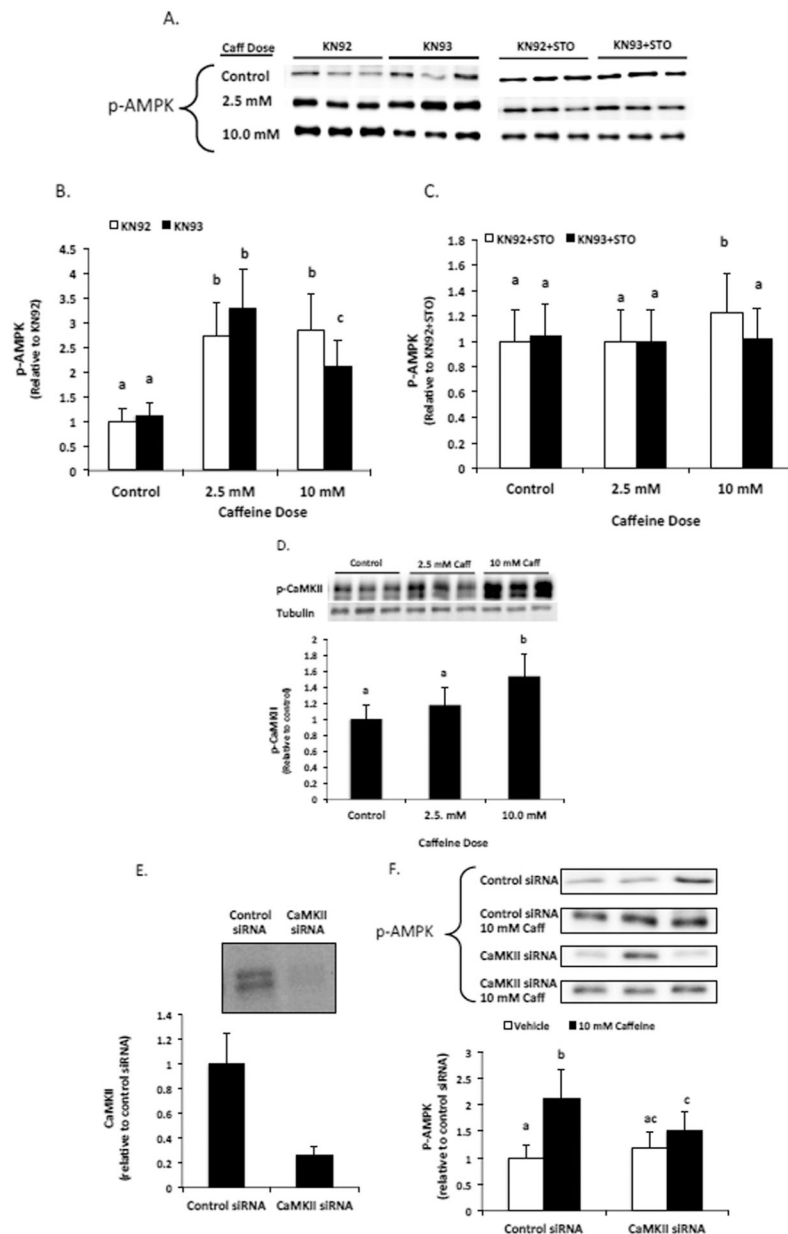 A.
Caff Dose KN92 KN93 KN92+STO KN93+STO
Control
p-AMPK
2.5 mM
10.0 mM
B.
KN92 KN93
p-AMPK
(Relative to KN92)
4.5
4
3.5
3
2.5
2
1.5
1
0.5
0
a a b b b c
Control 2.5 mM 10 mM
Caffeine Dose
C.
KN92+STO KN93+STO
P-AMPK
(Relative to KN92+STO)
1.8
1.6
1.4
1.2
1
0.8
0.6
0.4
0.2
0
a a a a b a
Control 2.5 mM 10 mM
Caffeine Dose
D.
Control 2.5 mM Caff 10 mM Caff
p-CaMKII
Tubulin
p-CaMKII
(Relative to control)
2
1.8
1.6
1.4
1.2
1
0.8
0.6
0.4
0.2
0
a a b
Control 2.5. mM 10.0 mM
Caffeine Dose
E.
Control siRNA CaMKII siRNA
CaMKII
(relative to control siRNA)
1.4
1.2
1
0.8
0.6
0.4
0.2
0
Control siRNA CaMKII siRNA
F.
p-AMPK
Control siRNA
Control siRNA
10 mM Caff
CaMKII siRNA
CaMKII siRNA
10 mM Caff
Vehicle 10 mM Caffeine
P-AMPK
(relative to control siRNA)
3
2.5
2
1.5
1
0.5
0
a b ac c
Control siRNA CaMKII siRNA